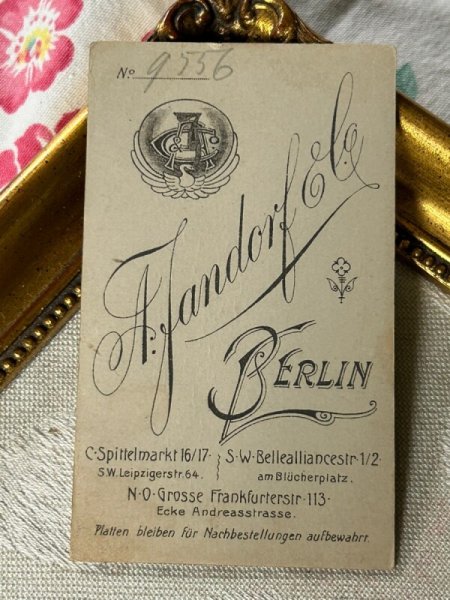 No 9556
A. Jandorf & Co.
BERLIN
C·Spittelmarkt 16/17· S·W·Bellealliancestr·1/2·
S.W. Leipzigerstr. 64. am Blücherplatz.
N·O·Grosse Frankfurterstr·113·
Ecke Andreasstrasse.
Platten bleiben für Nachbestellungen aufbewahrt.